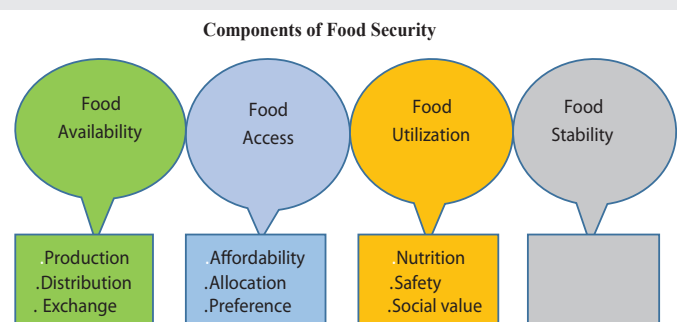 Components of Food Security
Food
Availability
Food
Access
Food
Utilization
Food
Stability
.Production
.Distribution
. Exchange
.Affordability
.Allocation
.Preference
.Nutrition
.Safety
.Social value